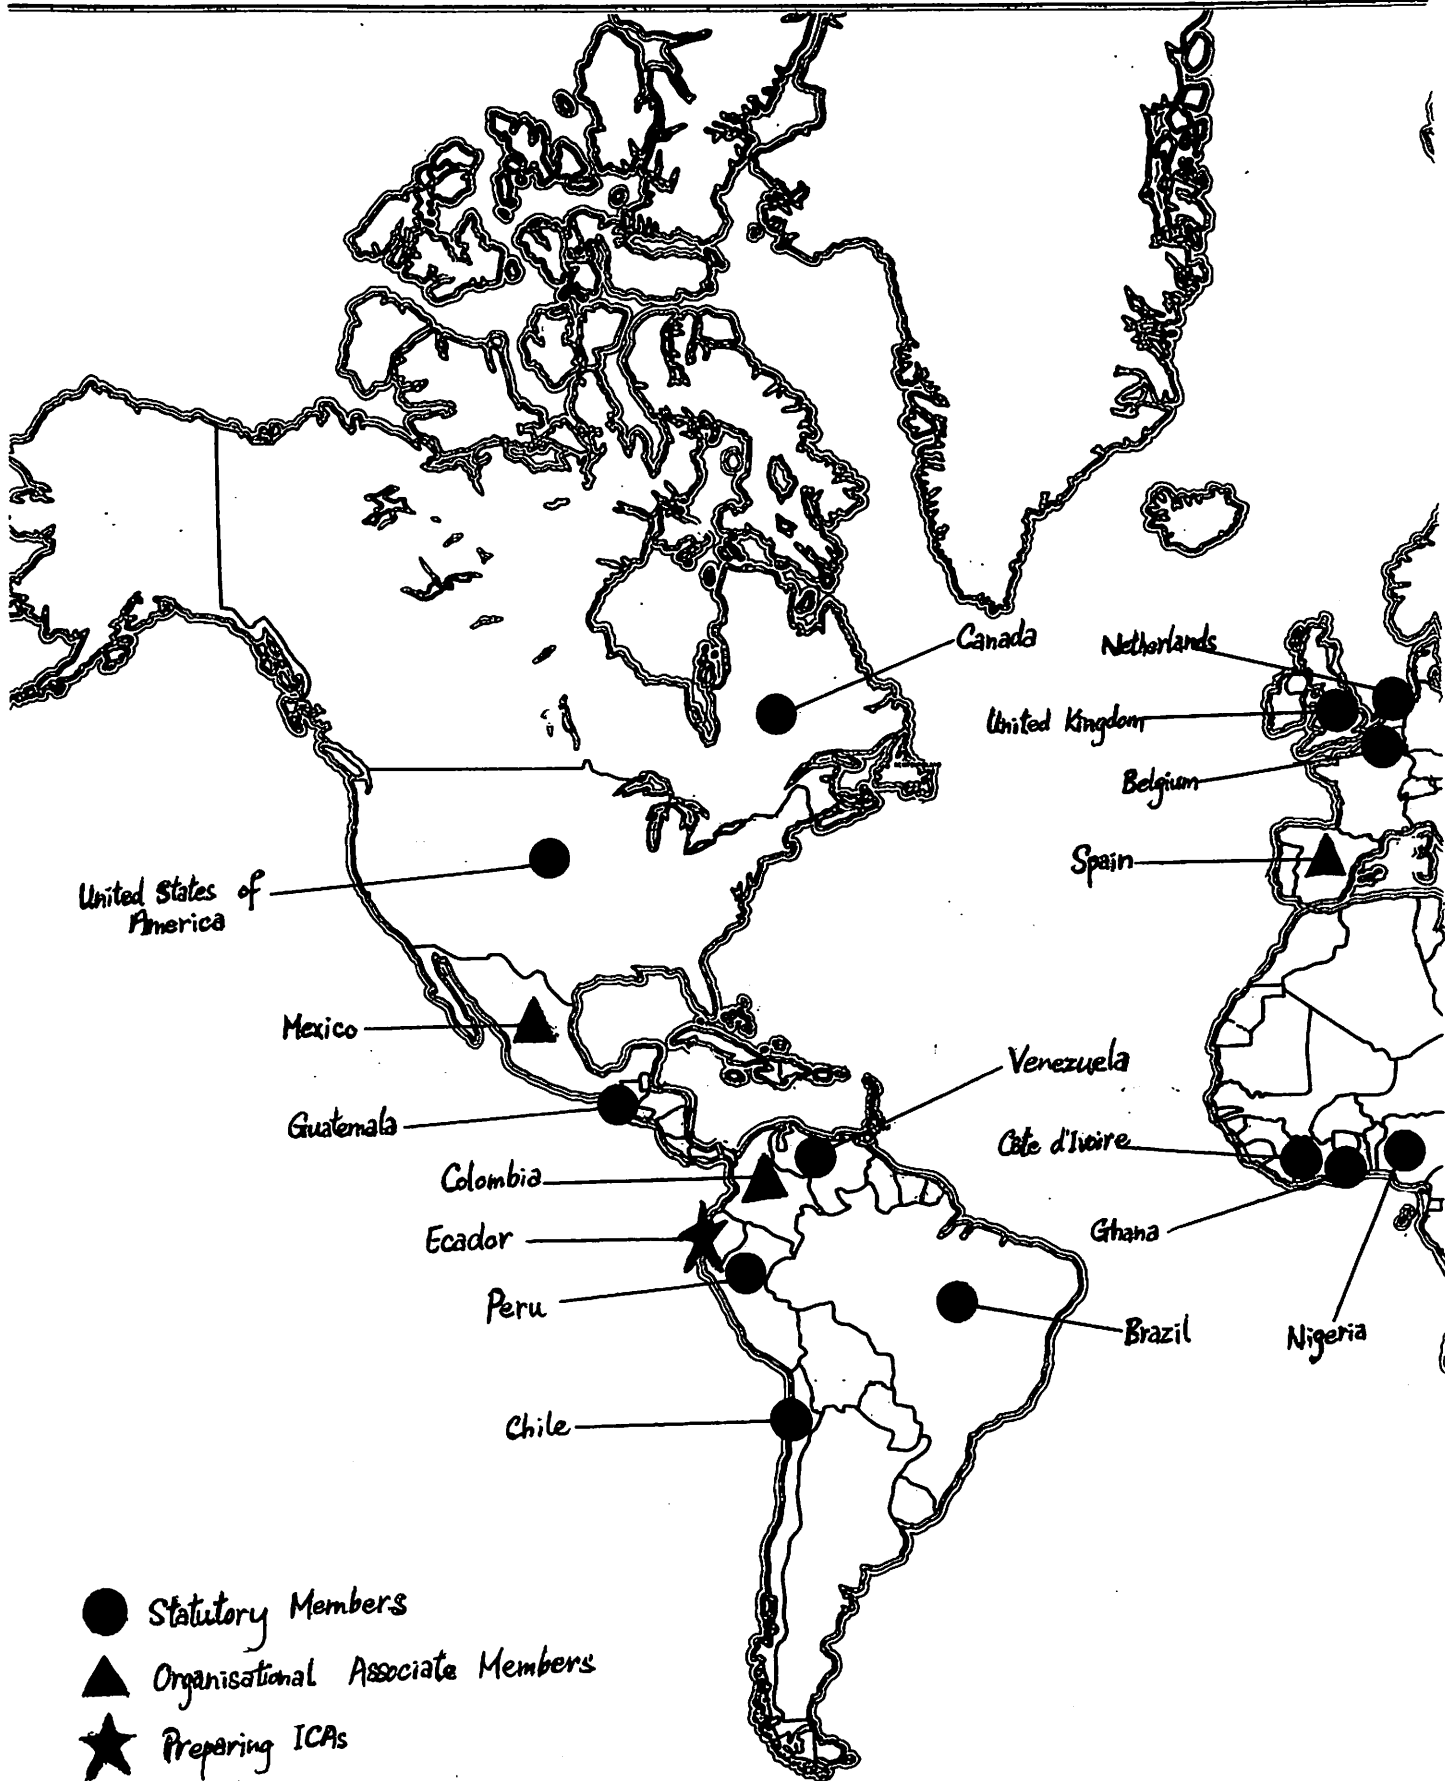 Canada
Netherlands
United Kingdom
Belgium
Spain
United States of
America
Mexico
Venezuela
Guatemala
Côte d'Ivoire
Colombia
Ghana
Ecador
Peru
Brazil
Nigeria
Chile
Statutory Members
Organisational Associate Members
Preparing ICAs